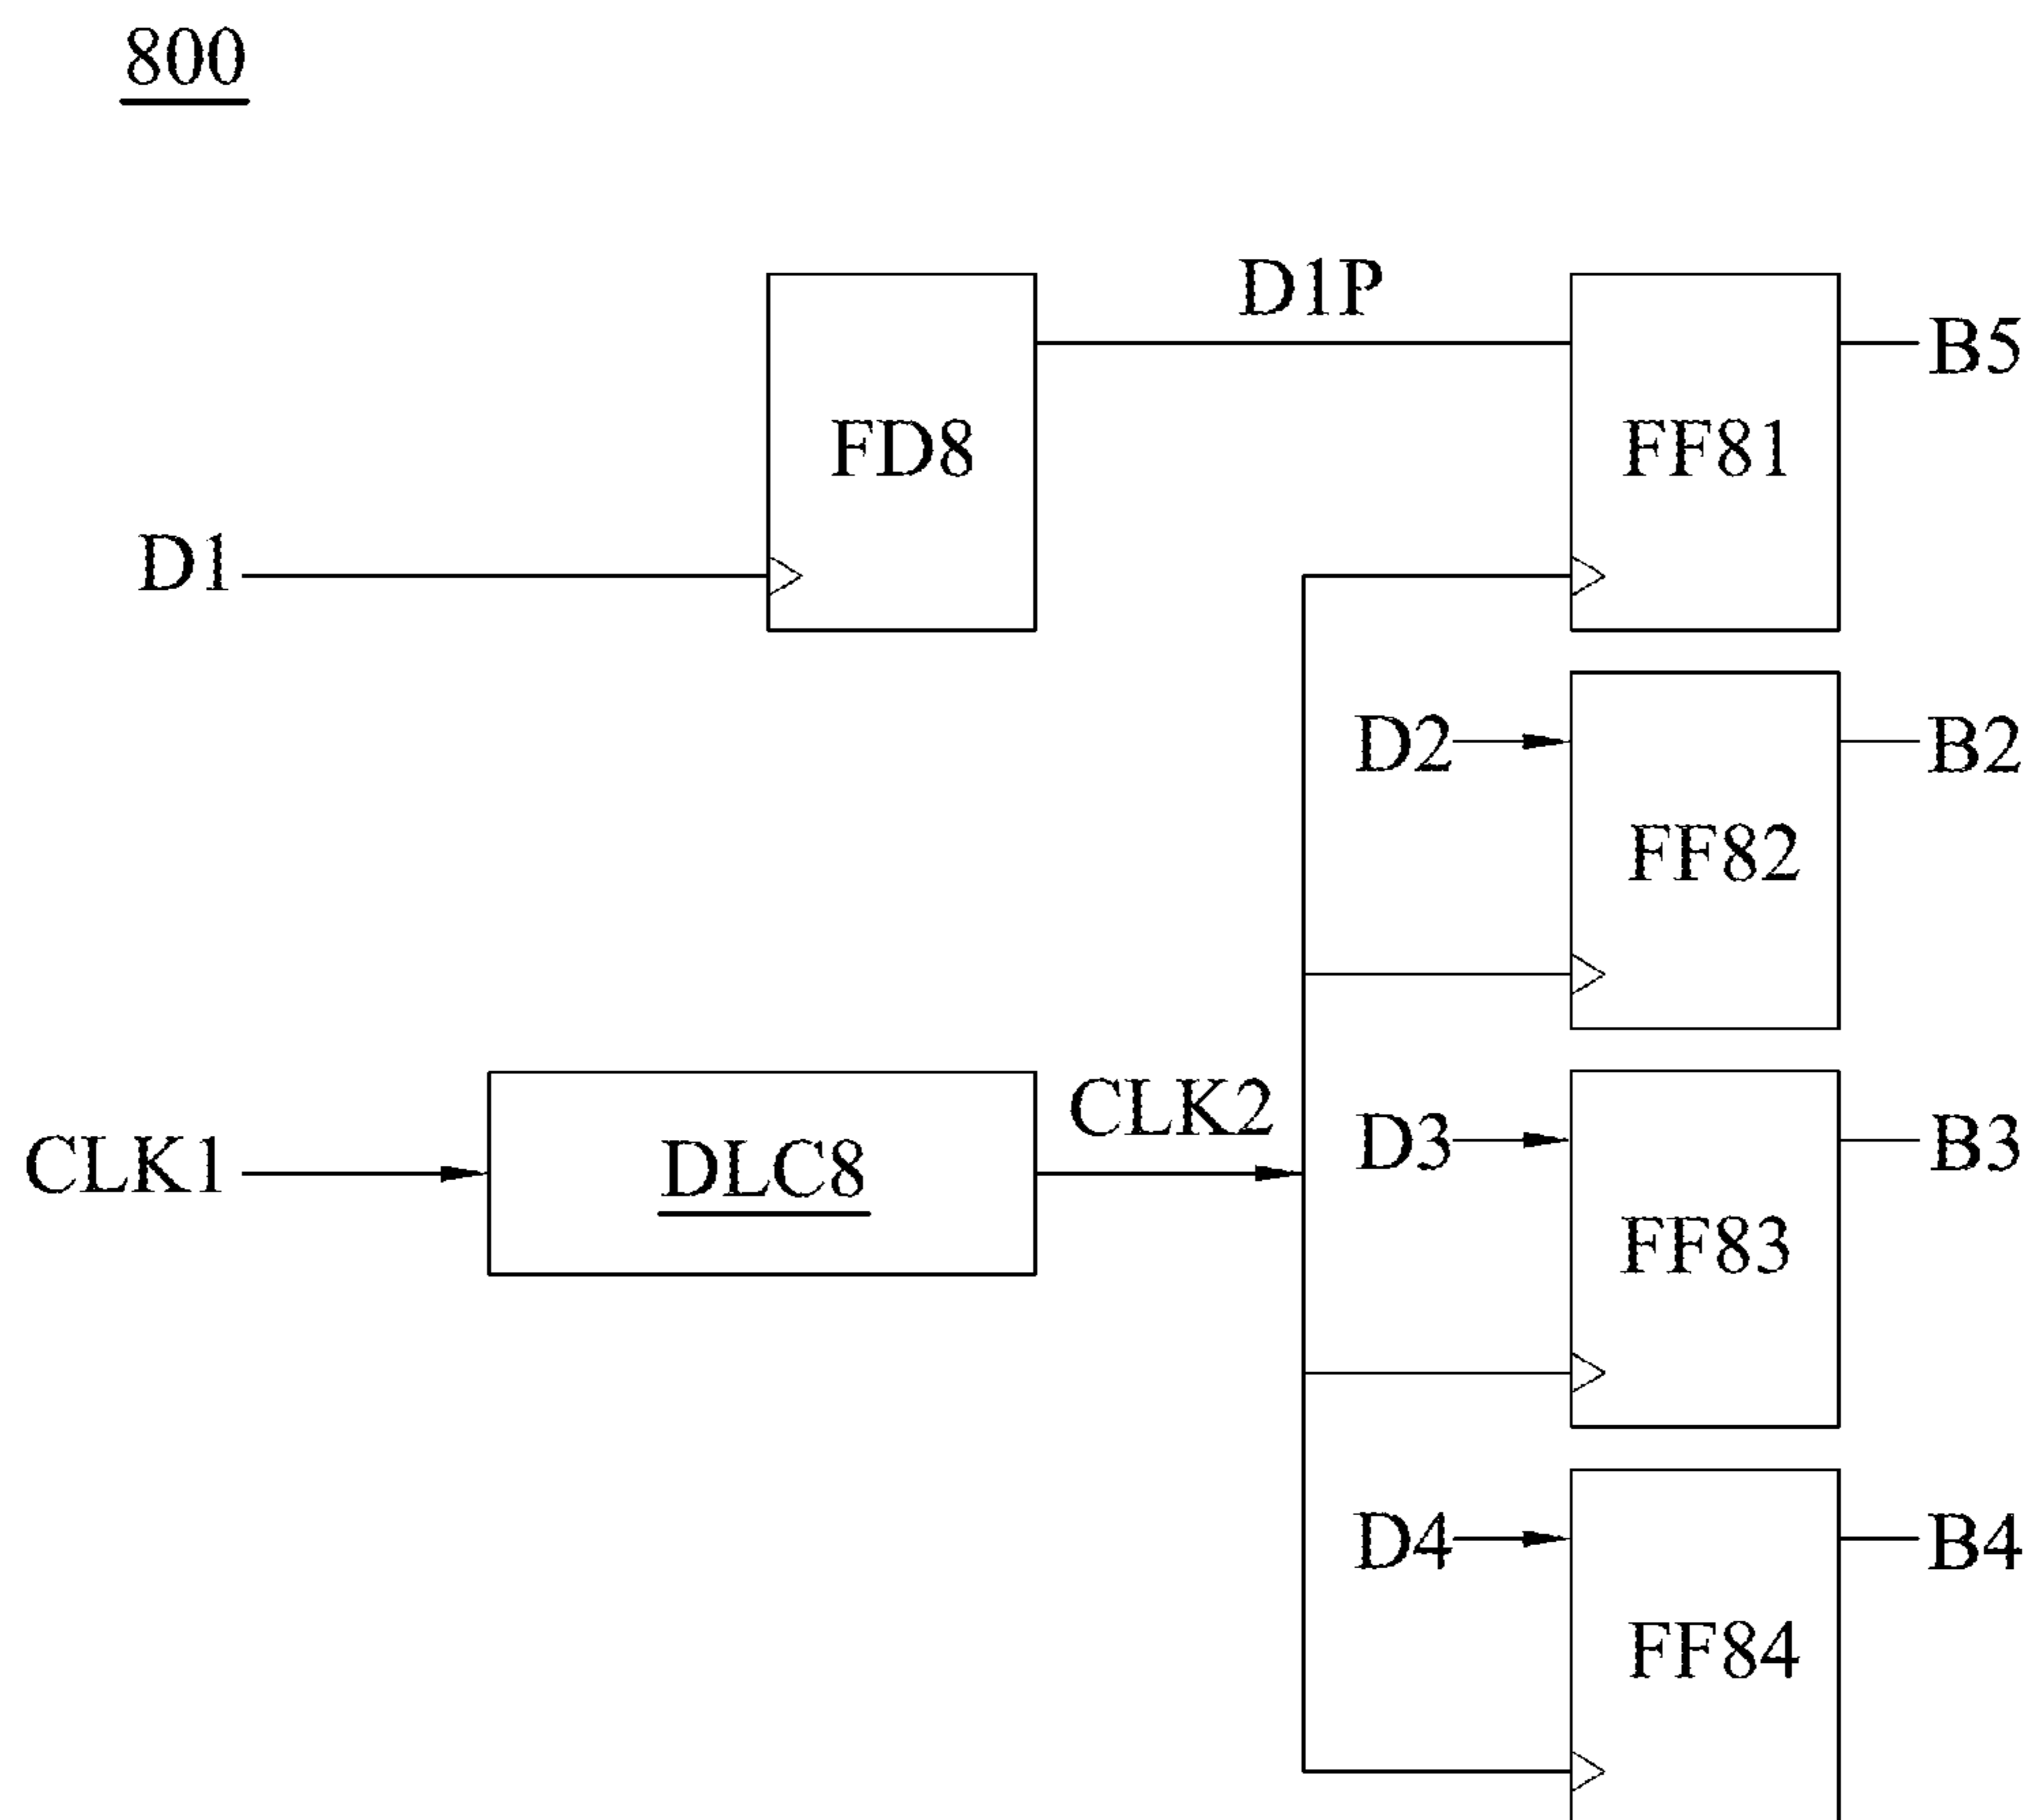 800
D1P
B5
FD8
FF81
D1
D2
B2
FF82
CLK2
D3
B3
CLK1
DLC8
FF83
D4
B4
FF84